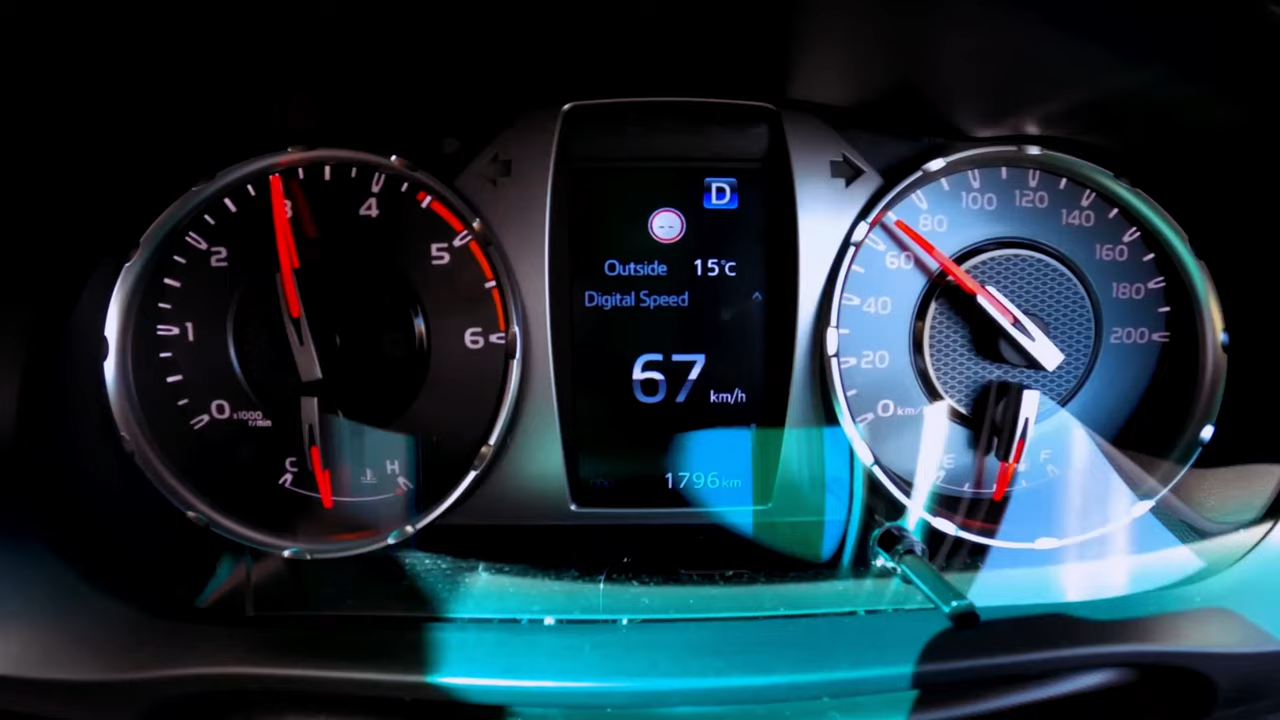 0
1
2
3
4
5
6
x1000
r/min
C
H
D
--
Outside 15°C
Digital Speed
67 km/h
1796 km
0 km/h
20
40
60
80
100
120
140
160
180
200
E
F